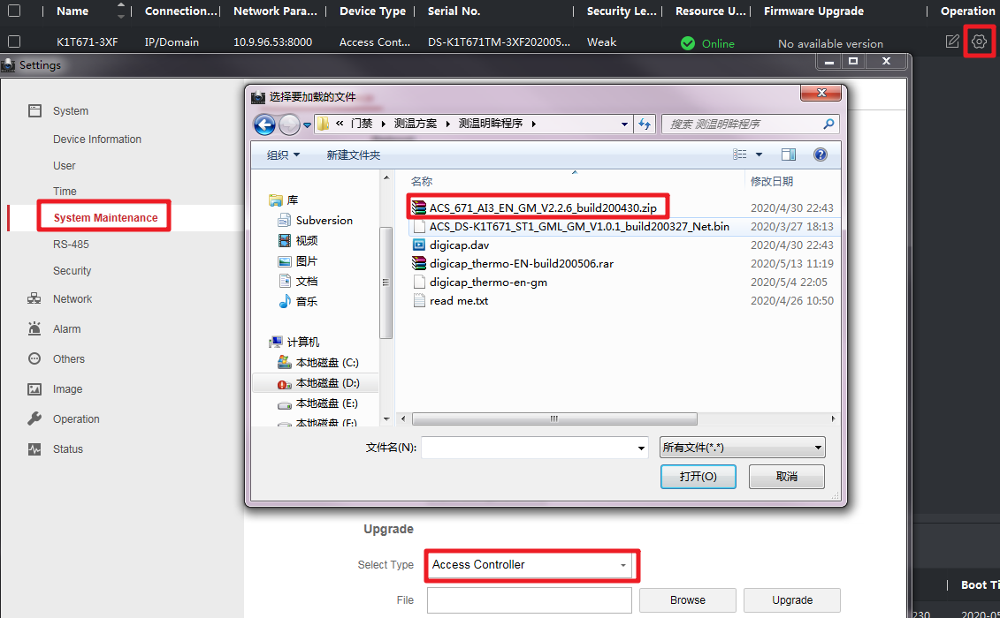 Name | Connection... | Network Para... | Device Type | Serial No. | Security Le... | Resource U... | Firmware Upgrade | Operation
K1T671-3XF IP/Domain 10.9.96.53:8000 Access Cont... DS-K1T671TM-3XF202005... Weak Online No available version
Settings
System
Device Information
User
Time
System Maintenance
RS-485
Security
Network
Alarm
Others
Image
Operation
Status
选择要加载的文件
« 门禁 测温方案 测温明眸程序
搜索 测温明眸程序
组织 新建文件夹
库
Subversion
视频
图片
文档
音乐
计算机
本地磁盘 (C:)
本地磁盘 (D:)
本地磁盘 (E:)
本地磁盘 (F:)
名称 修改日期
ACS_671_AI3_EN_GM_V2.2.6_build200430.zip 2020/4/30 22:43
ACS_DS-K1T671_ST1_GML_GM_V1.0.1_build200327_Net.bin 2020/3/27 18:13
digicap.dav 2020/4/30 22:43
digicap_thermo-EN-build200506.rar 2020/5/13 11:19
digicap_thermo-en-gm 2020/5/4 22:05
read me.txt 2020/4/26 10:50
文件名(N): 所有文件(*.*)
打开(O) 取消
Upgrade
Select Type Access Controller
File Browse Upgrade
| Boot Ti
230 2020-05